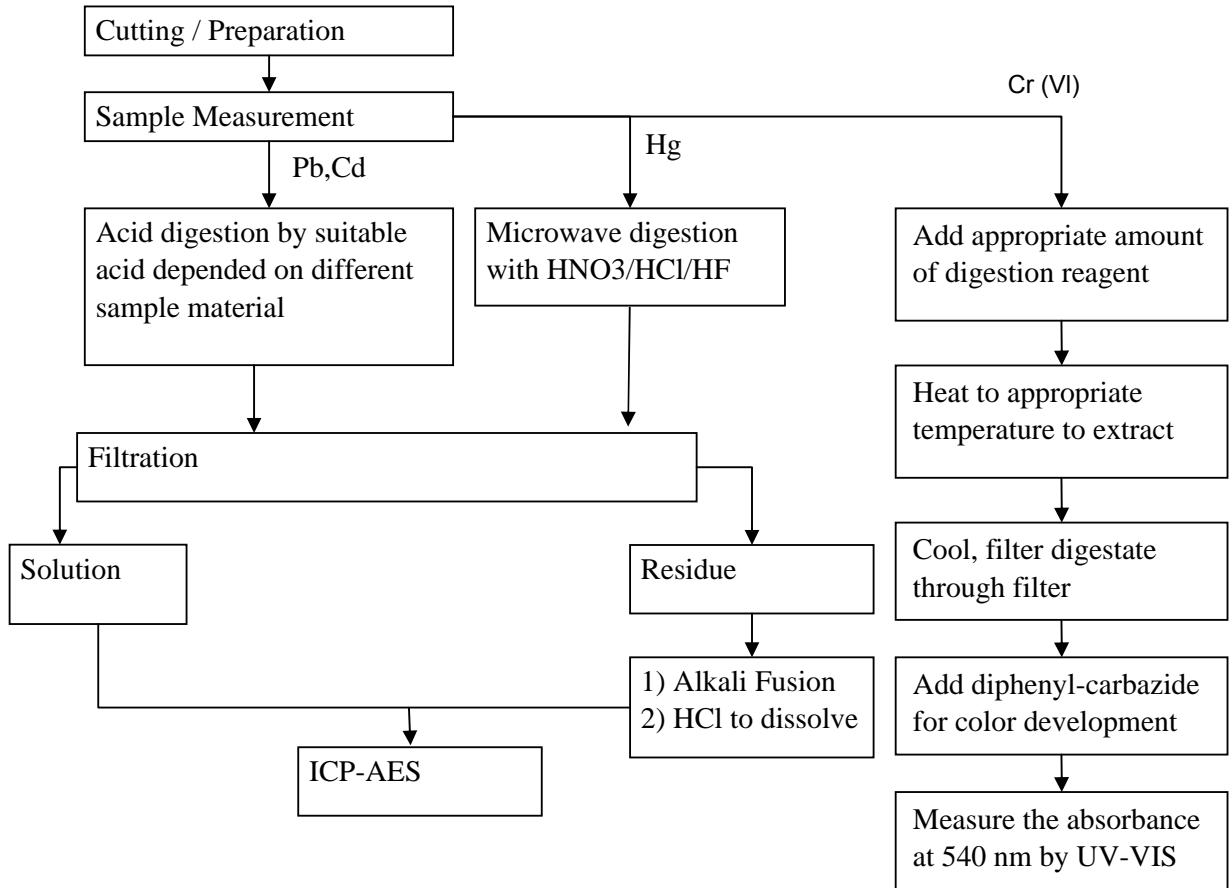 Cutting / Preparation
Sample Measurement
Cr (VI)
Hg
Pb,Cd
Acid digestion by suitable
acid depended on different
sample material
Microwave digestion
with HNO3/HCl/HF
Add appropriate amount
of digestion reagent
Heat to appropriate
temperature to extract
Filtration
Cool, filter digestate
through filter
Solution
Residue
1) Alkali Fusion
2) HCl to dissolve
Add diphenyl-carbazide
for color development
ICP-AES
Measure the absorbance
at 540 nm by UV-VIS